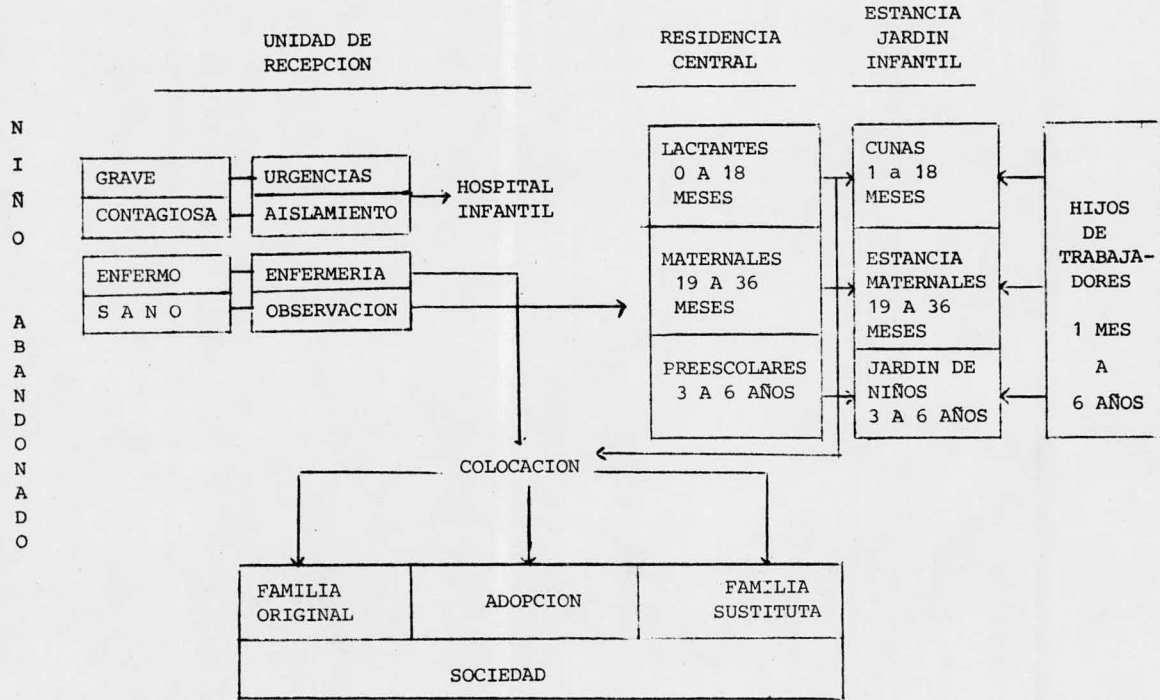 UNIDAD DE
RECEPCION
RESIDENCIA
CENTRAL
ESTANCIA
JARDIN
INFANTIL
NIÑO ABANDONADO
GRAVE
CONTAGIOSA
URGENCIAS
AISLAMIENTO
HOSPITAL
INFANTIL
ENFERMO
S A N O
ENFERMERIA
OBSERVACION
LACTANTES
0 A 18
MESES
MATERNALES
19 A 36
MESES
PREESCOLARES
3 A 6 AÑOS
CUNAS
1 a 18
MESES
ESTANCIA
MATERNALES
19 A 36
MESES
JARDIN DE
NIÑOS
3 A 6 AÑOS
HIJOS
DE
TRABAJA-
DORES
1 MES
A
6 AÑOS
COLOCACION
FAMILIA
ORIGINAL
ADOPCION
FAMILIA
SUSTITUTA
SOCIEDAD